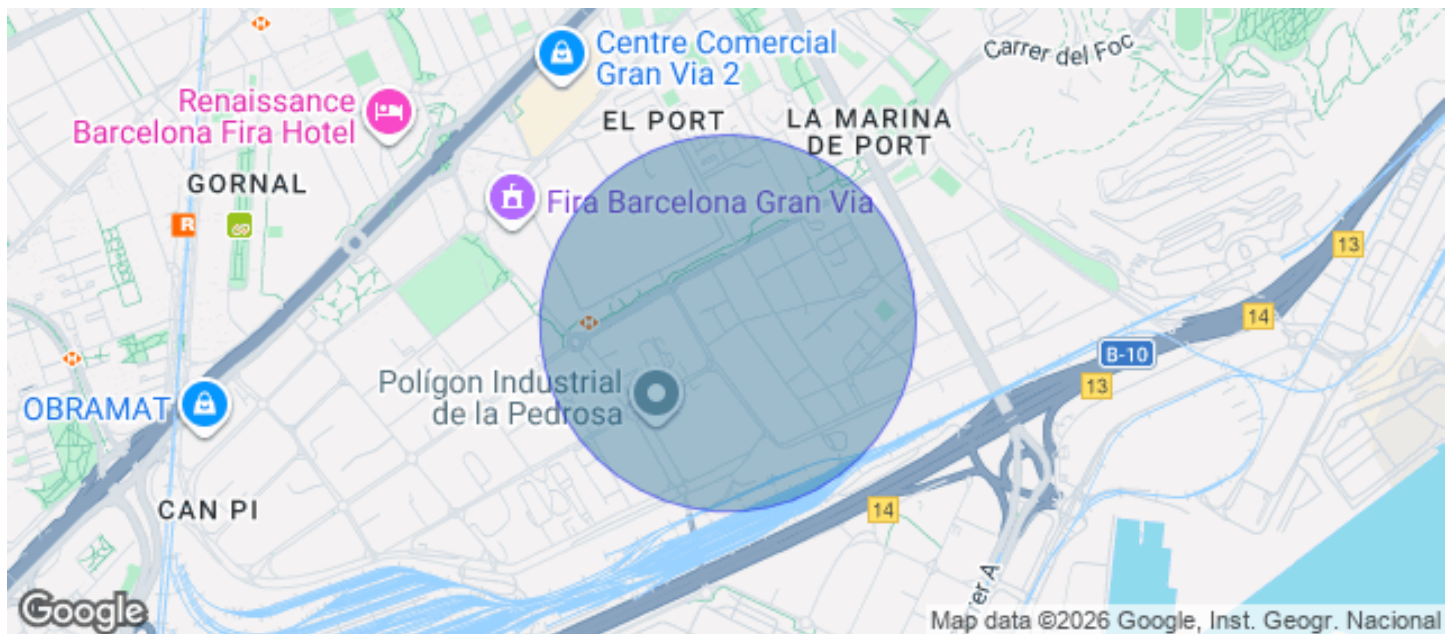 Centre Comercial
Gran Via 2
Carrer del Foc
Renaissance
Barcelona Fira Hotel
EL PORT
LA MARINA
DE PORT
GORNAL
R
Fira Barcelona Gran Via
13
14
B-10
13
Polígon Industrial
de la Pedrosa
OBRAMAT
CAN PI
14
er A
Google
Map data ©2026 Google, Inst. Geogr. Nacional